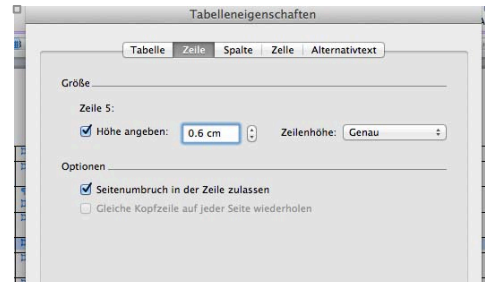 Tabelleneigenschaften
Tabelle Zeile Spalte Zelle Alternativtext
Größe
Zeile 5:
Höhe angeben: 0.6 cm Zeilenhöhe: Genau
Optionen
Seitenumbruch in der Zeile zulassen
Gleiche Kopfzeile auf jeder Seite wiederholen